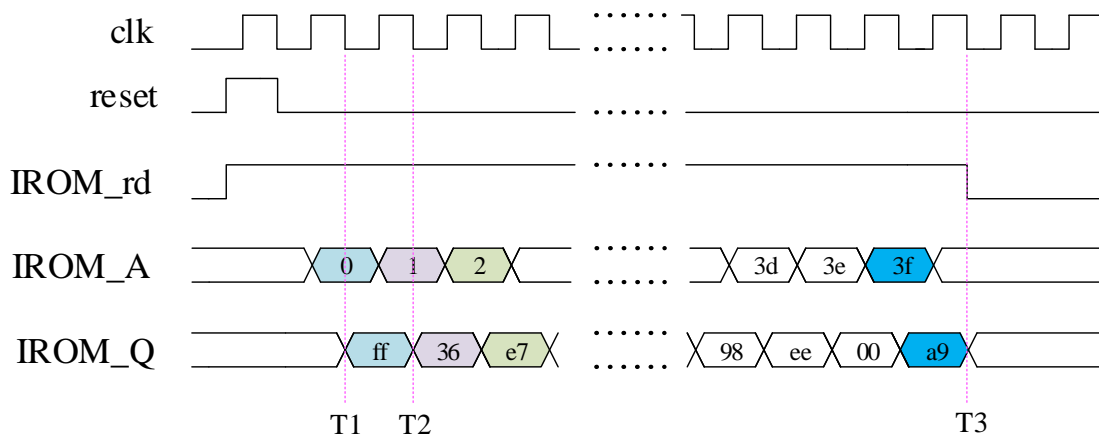 clk
reset
IROM_rd
IROM_A 0 1 2 3d 3e 3f
IROM_Q ff 36 e7 98 ee 00 a9
T1 T2 T3